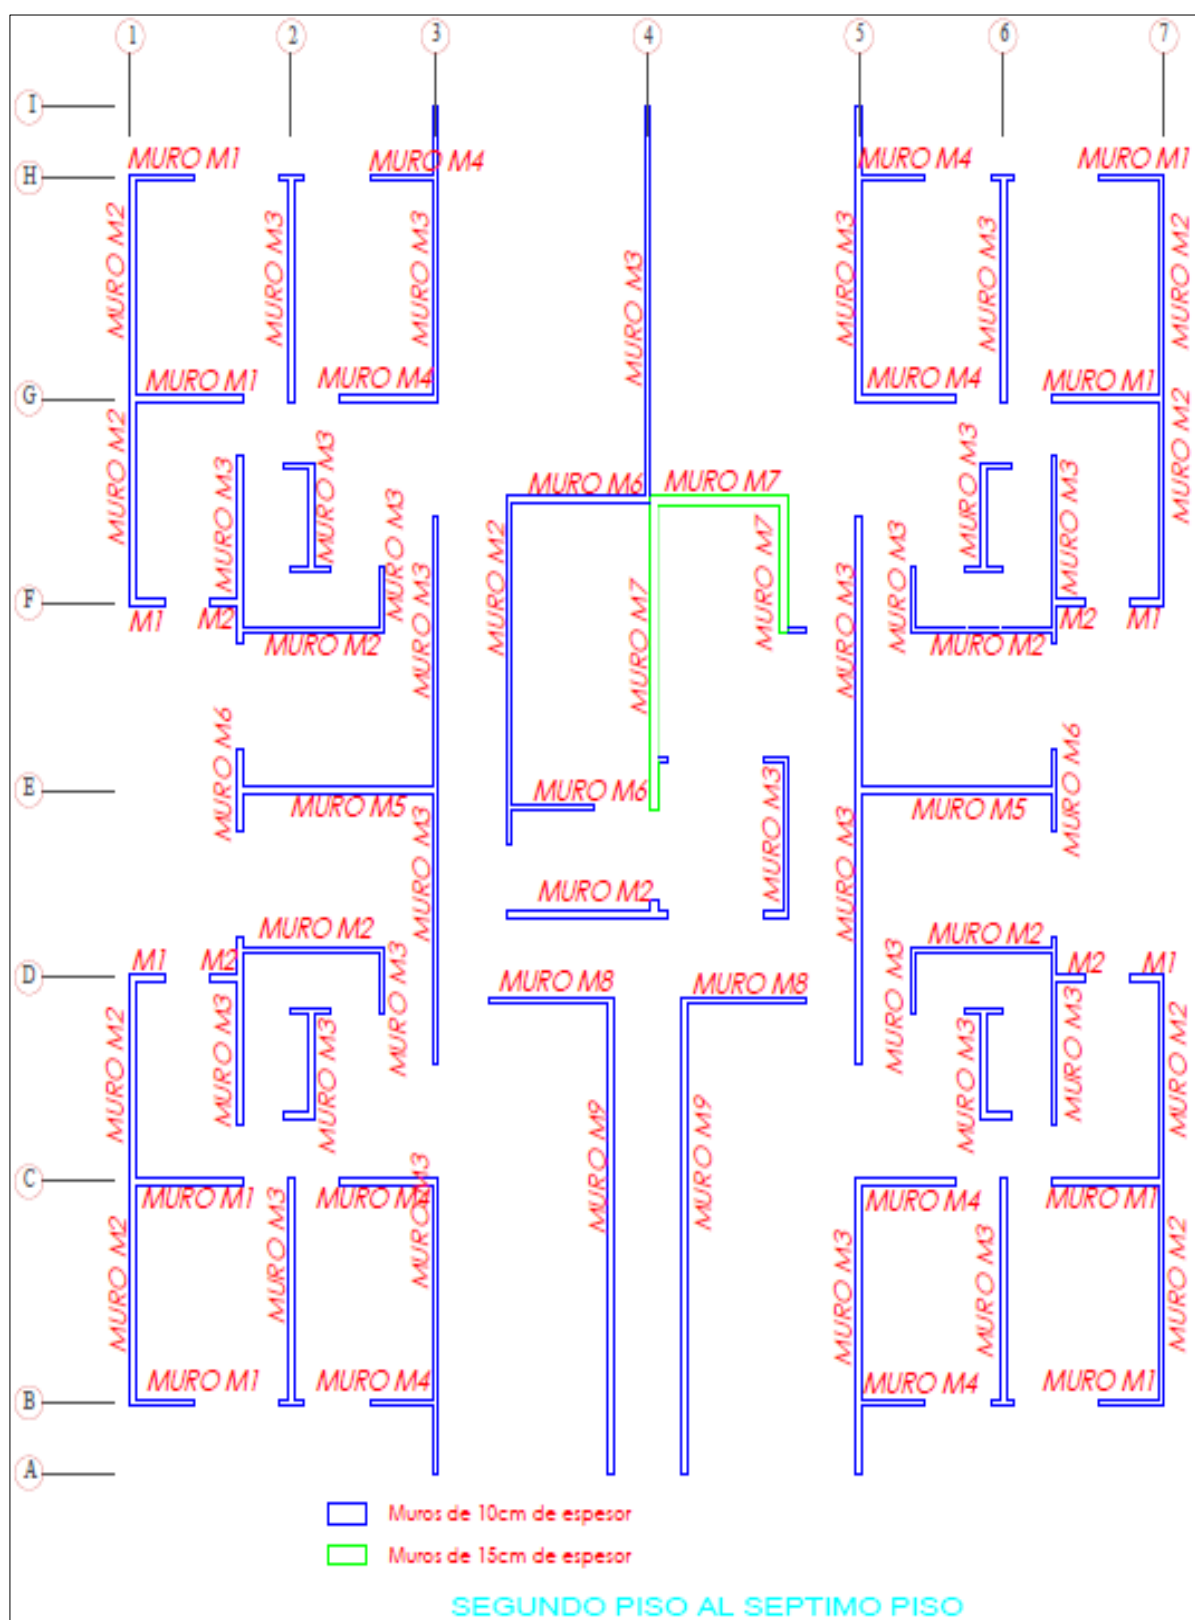 1 2 3 4 5 6 7
I
MURO M1 MURO M4 MURO M4 MURO M1
H
MURO M2 MURO M3 MURO M3 MURO M3 MURO M3 MURO M3 MURO M2
MURO M1 MURO M4 MURO M4 MURO M1
G
MURO M2 MURO M3 MURO M3 MURO M3 MURO M3 MURO M3 MURO M3 MURO M3 MURO M2
MURO M6 MURO M7
MURO M2 MURO M7 MURO M7
F
M1 M2 M2 M1
MURO M2 MURO M2
MURO M3 MURO M3
MURO M6 MURO M6
E
MURO M5 MURO M6 MURO M5
MURO M3 MURO M3 MURO M3
MURO M2
MURO M2 MURO M2
M1 M2 M2 M1
D
MURO M8 MURO M8
MURO M2 MURO M3 MURO M3 MURO M3 MURO M3 MURO M3 MURO M3 MURO M2
MURO M9 MURO M9
C
MURO M1 MURO M4 MURO M4 MURO M1
MURO M2 MURO M3 MURO M3 MURO M3 MURO M3 MURO M2
MURO M1 MURO M4 MURO M4 MURO M1
B
A
Muros de 10cm de espesor
Muros de 15cm de espesor
SEGUNDO PISO AL SEPTIMO PISO